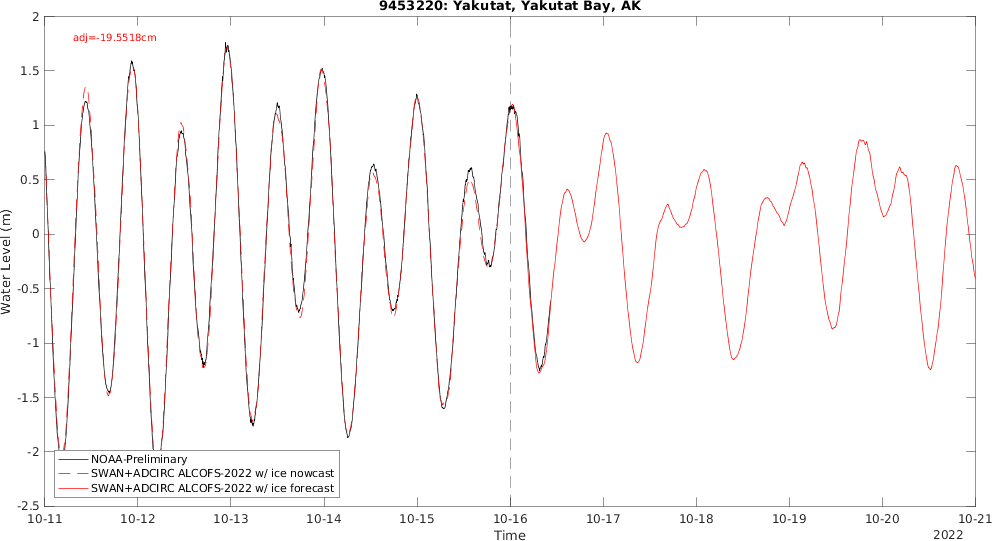 9453220: Yakutat, Yakutat Bay, AK
adj=-19.5518cm
Water Level (m)
2
1.5
1
0.5
0
-0.5
-1
-1.5
-2
-2.5
NOAA-Preliminary
SWAN+ADCIRC ALCOFS-2022 w/ ice nowcast
SWAN+ADCIRC ALCOFS-2022 w/ ice forecast
10-11 10-12 10-13 10-14 10-15 10-16 10-17 10-18 10-19 10-20 10-21
Time
2022